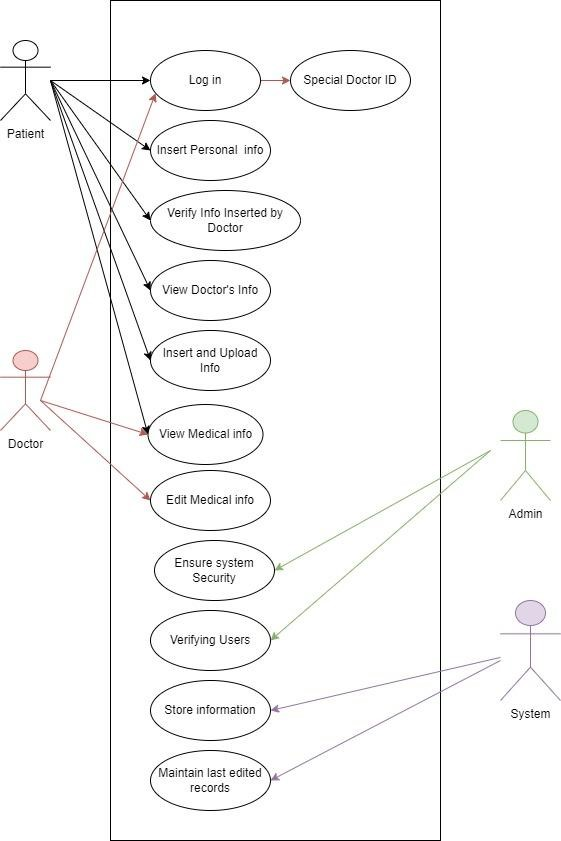 Log in
Special Doctor ID
Patient
Insert Personal  info
Verify Info Inserted by
Doctor
View Doctor's Info
Insert and Upload
Info
Doctor
View Medical info
Edit Medical info
Admin
Ensure system
Security
Verifying Users
Store information
System
Maintain last edited
records